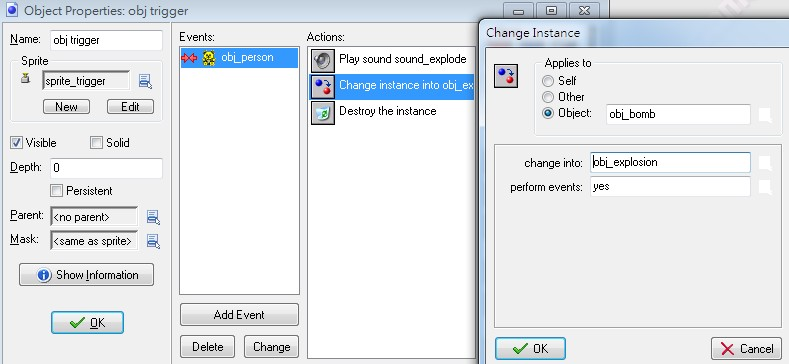 Object Properties: obj trigger
Name: obj trigger
Sprite
sprite_trigger
New Edit
Visible Solid
Depth: 0
Persistent
Parent: <no parent>
Mask: <same as sprite>
Show Information
OK
Events:
obj_person
Add Event
Delete Change
Actions:
Play sound sound_explode
Change instance into obj_ex
Destroy the instance
Change Instance
Applies to
Self
Other
Object: obj_bomb
change into: obj_explosion
perform events: yes
OK Cancel